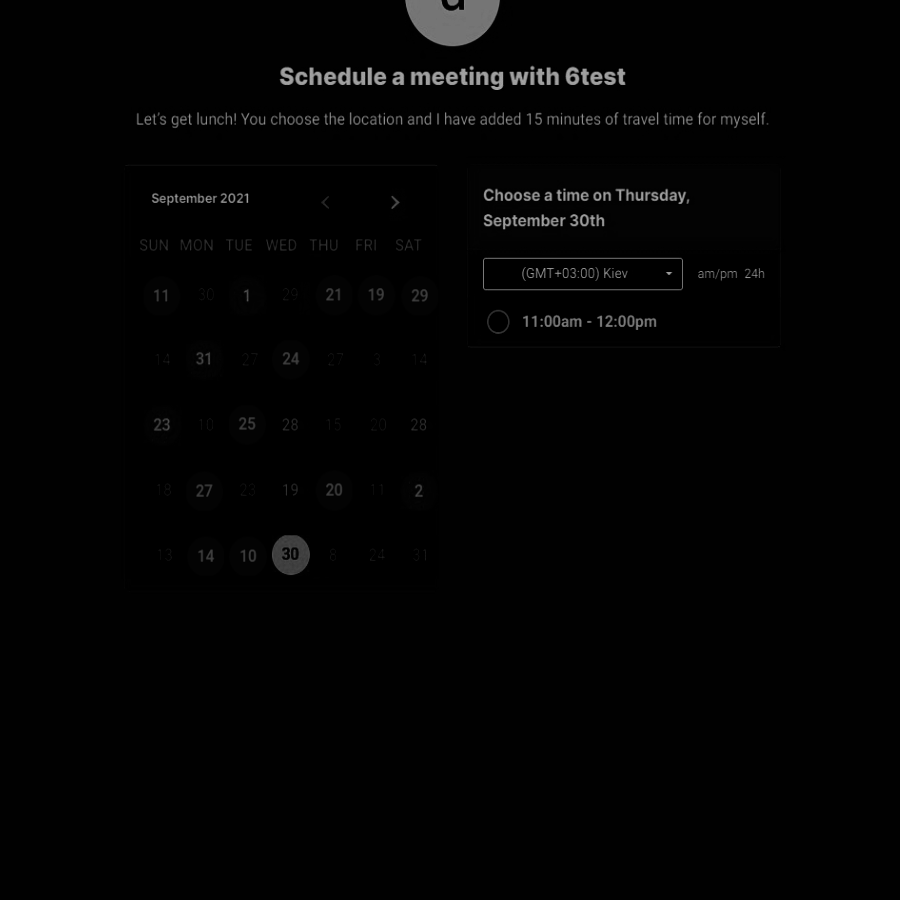 d
Schedule a meeting with 6test
Let's get lunch! You choose the location and I have added 15 minutes of travel time for myself.
September 2021
SUN MON TUE WED THU FRI SAT
11 30 1 29 21 19 29
14 31 27 24 27 3 14
23 10 25 28 15 20 28
18 27 23 19 20 11 2
13 14 10 30 8 24 31
Choose a time on Thursday,
September 30th
(GMT+03:00) Kiev am/pm 24h
11:00am - 12:00pm